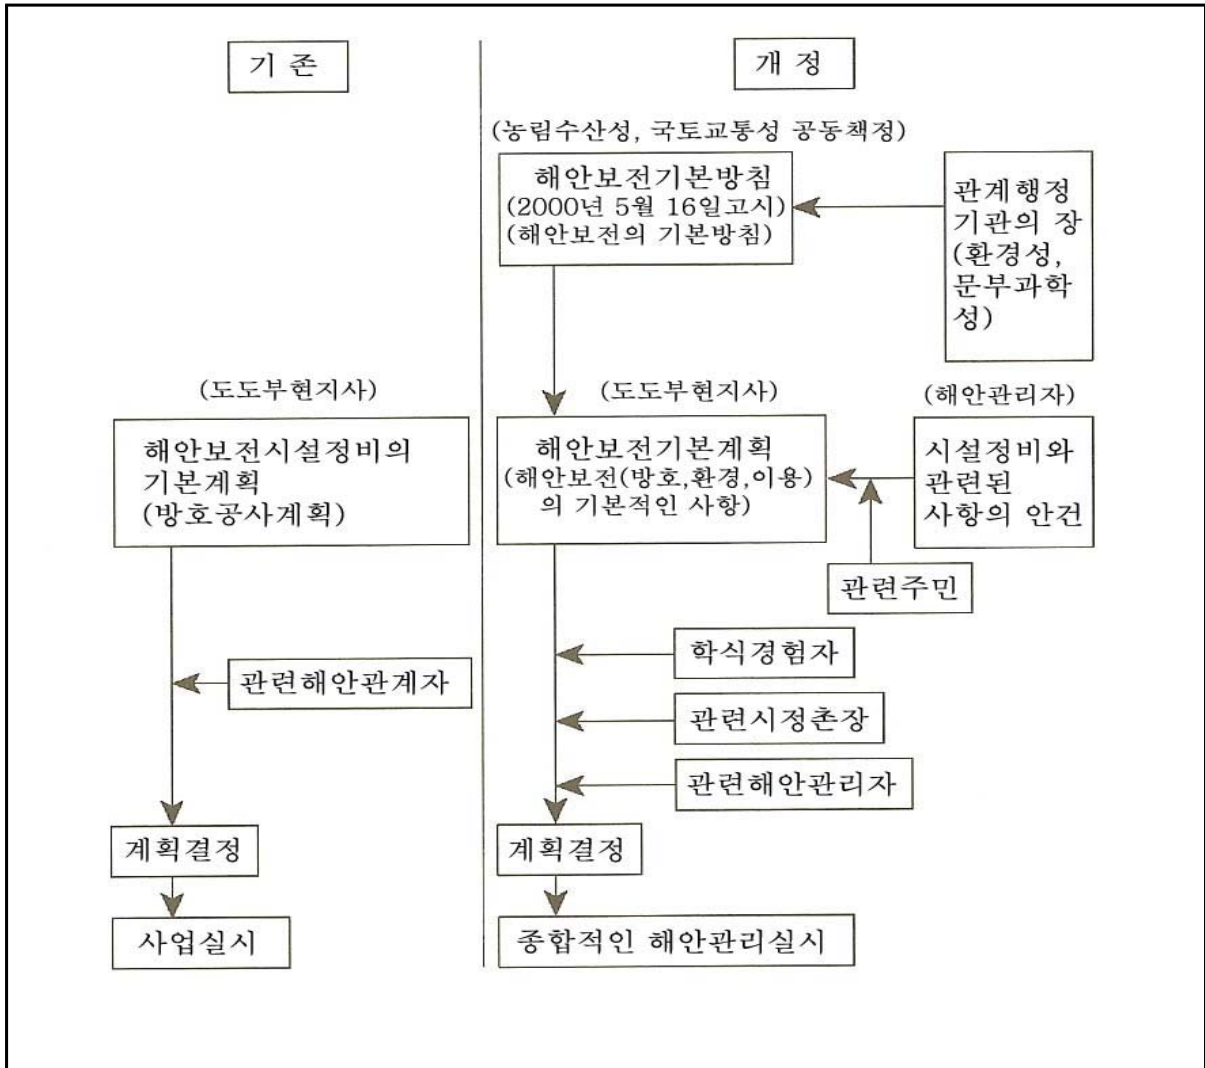 기 존
(도도부현지사)
해안보전시설정비의
기본계획
(방호공사계획)
관련해안관계자
계획결정
사업실시
개 정
(농림수산성, 국토교통성 공동책정)
해안보전기본방침
(2000년 5월 16일고시)
(해안보전의 기본방침)
관계행정
기관의 장
(환경성,
문부과학
성)
(도도부현지사)
해안보전기본계획
(해안보전(방호,환경,이용)
의 기본적인 사항)
(해안관리자)
시설정비와
관련된
사항의 안건
관련주민
학식경험자
관련시정촌장
관련해안관리자
계획결정
종합적인 해안관리실시